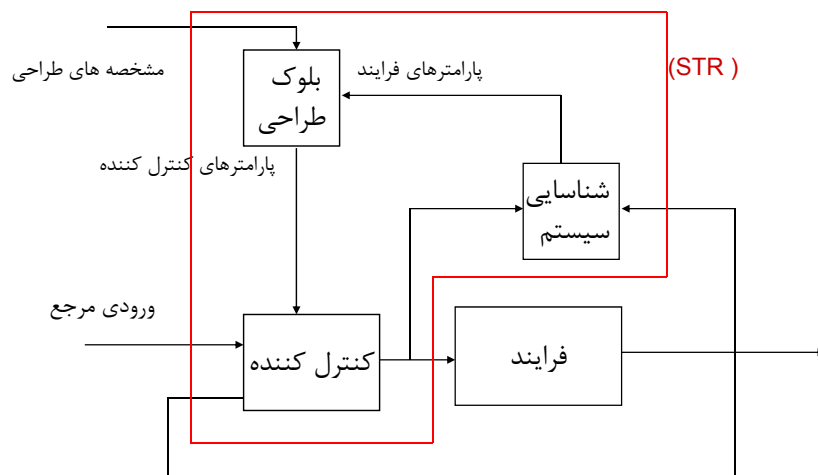 (STR )
مشخصه های طراحی
بلوک
طراحی
پارامترهای فرایند
پارامترهای کنترل کننده
شناسایی
سیستم
ورودی مرجع
کنترل کننده
فرایند